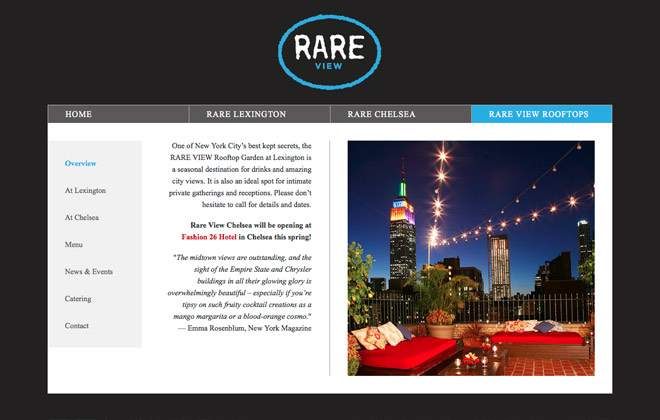 RARE
VIEW
HOME
RARE LEXINGTON
RARE CHELSEA
RARE VIEW ROOFTOPS
Overview
At Lexington
At Chelsea
Menu
News & Events
Catering
Contact
One of New York City's best kept secrets, the
RARE VIEW Rooftop Garden at Lexington is
a seasonal destination for drinks and amazing
city views. It is also an ideal spot for intimate
private gatherings and receptions. Please don't
hesitate to call for details and dates.
Rare View Chelsea will be opening at
Fashion 26 Hotel in Chelsea this spring!
"The midtown views are outstanding, and the
sight of the Empire State and Chrysler
buildings in all their glowing glory is
overwhelmingly beautiful – especially if you're
tipsy on such fruity cocktail creations as a
mango margarita or a blood-orange cosmo."
— Emma Rosenblum, New York Magazine